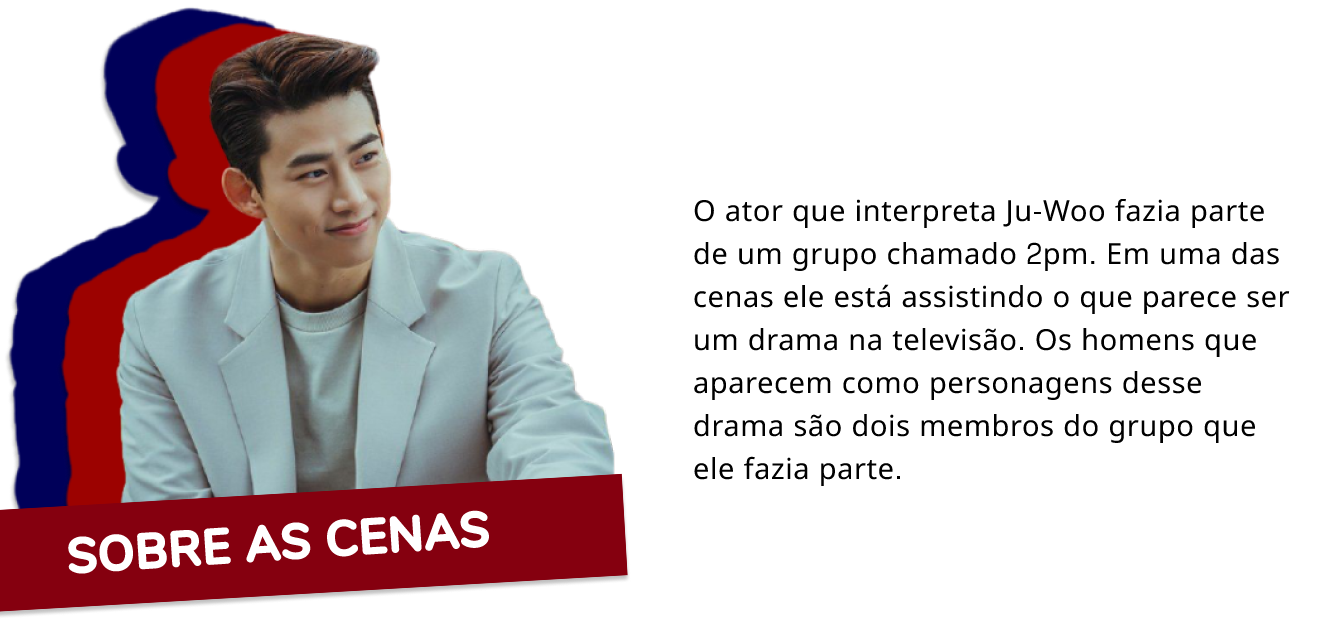 O ator que interpreta Ju-Woo fazia parte
de um grupo chamado 2pm. Em uma das
cenas ele está assistindo o que parece ser
um drama na televisão. Os homens que
aparecem como personagens desse
drama são dois membros do grupo que
ele fazia parte.
SOBRE AS CENAS